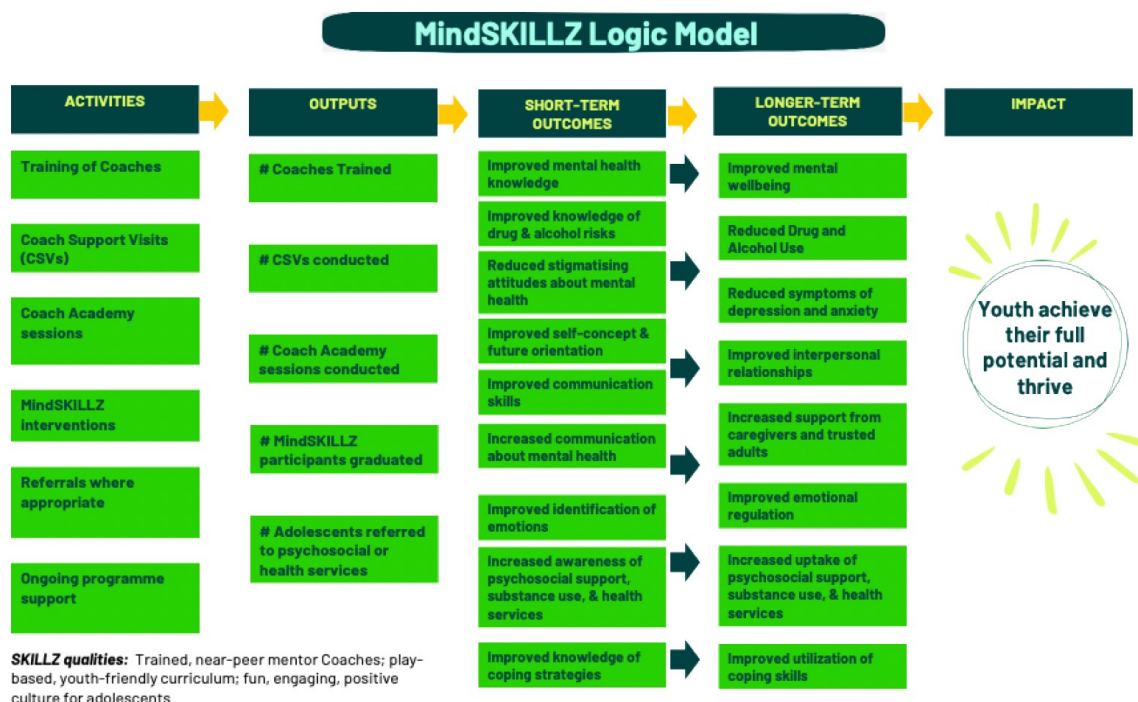 MindSKILLZ Logic Model
ACTIVITIES
Training of Coaches
Coach Support Visits
(CSVs)
Coach Academy
sessions
MindSKILLZ
interventions
Referrals where
appropriate
Ongoing programme
support
OUTPUTS
# Coaches Trained
# CSVs conducted
# Coach Academy
sessions conducted
# MindSKILLZ
participants graduated
# Adolescents referred
to psychosocial or
health services
SHORT-TERM
OUTCOMES
Improved mental health
knowledge
Improved knowledge of
drug & alcohol risks
Reduced stigmatising
attitudes about mental
health
Improved self-concept &
future orientation
Improved communication
skills
Increased communication
about mental health
Improved identification of
emotions
Increased awareness of
psychosocial support,
substance use, & health
services
Improved knowledge of
coping strategies
LONGER-TERM
OUTCOMES
Improved mental
wellbeing
Reduced Drug and
Alcohol Use
Reduced symptoms of
depression and anxiety
Improved interpersonal
relationships
Increased support from
caregivers and trusted
adults
Improved emotional
regulation
Increased uptake of
psychosocial support,
substance use, & health
services
Improved utilization of
coping skills
IMPACT
Youth achieve
their full
potential and
thrive
SKILLZ qualities: Trained, near-peer mentor Coaches; play-
based, youth-friendly curriculum; fun, engaging, positive
culture for adolescents